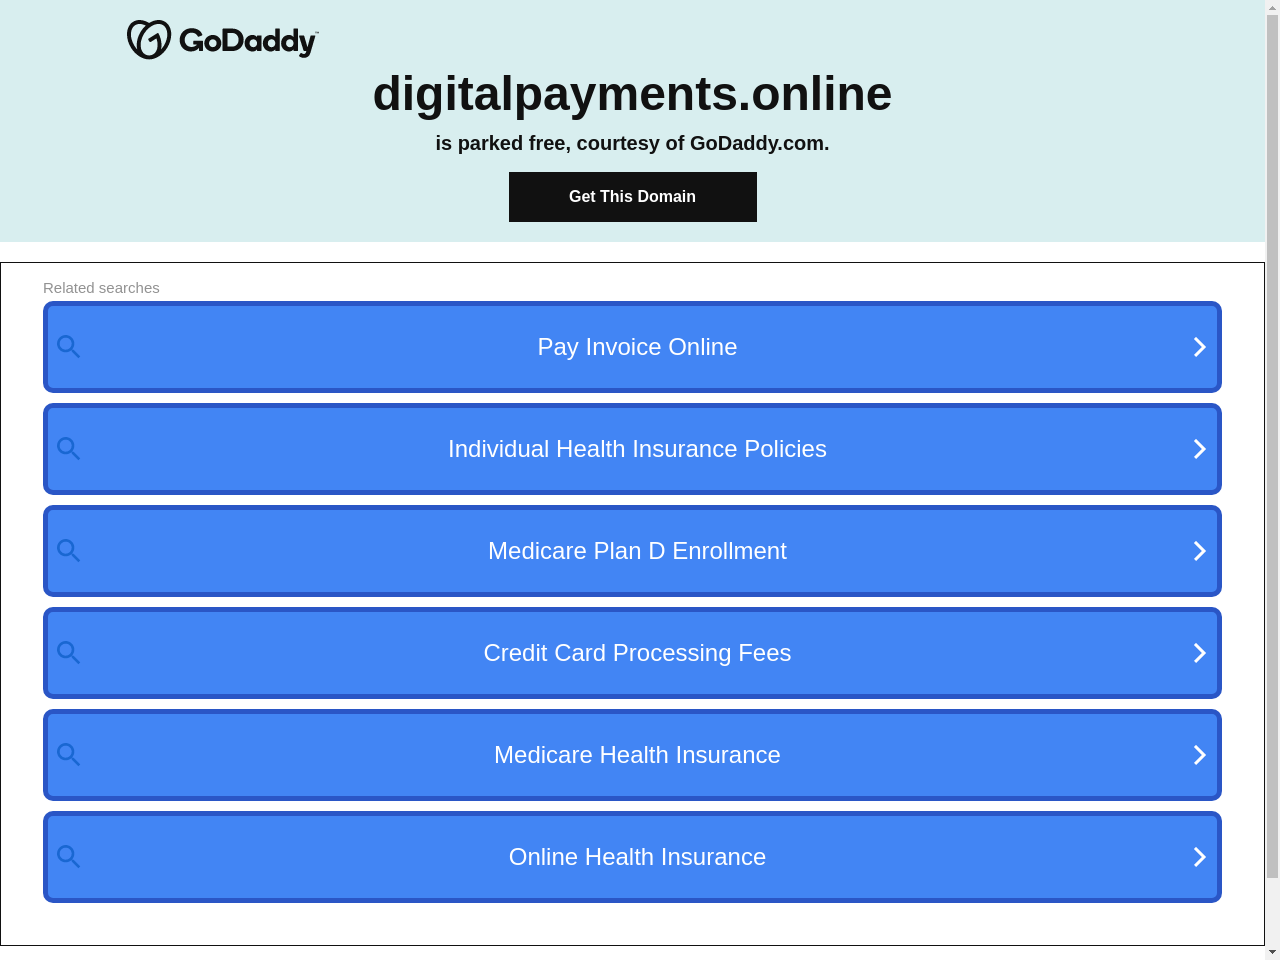 GoDaddy
digitalpayments.online
is parked free, courtesy of GoDaddy.com.
Get This Domain
Related searches
Pay Invoice Online
Individual Health Insurance Policies
Medicare Plan D Enrollment
Credit Card Processing Fees
Medicare Health Insurance
Online Health Insurance